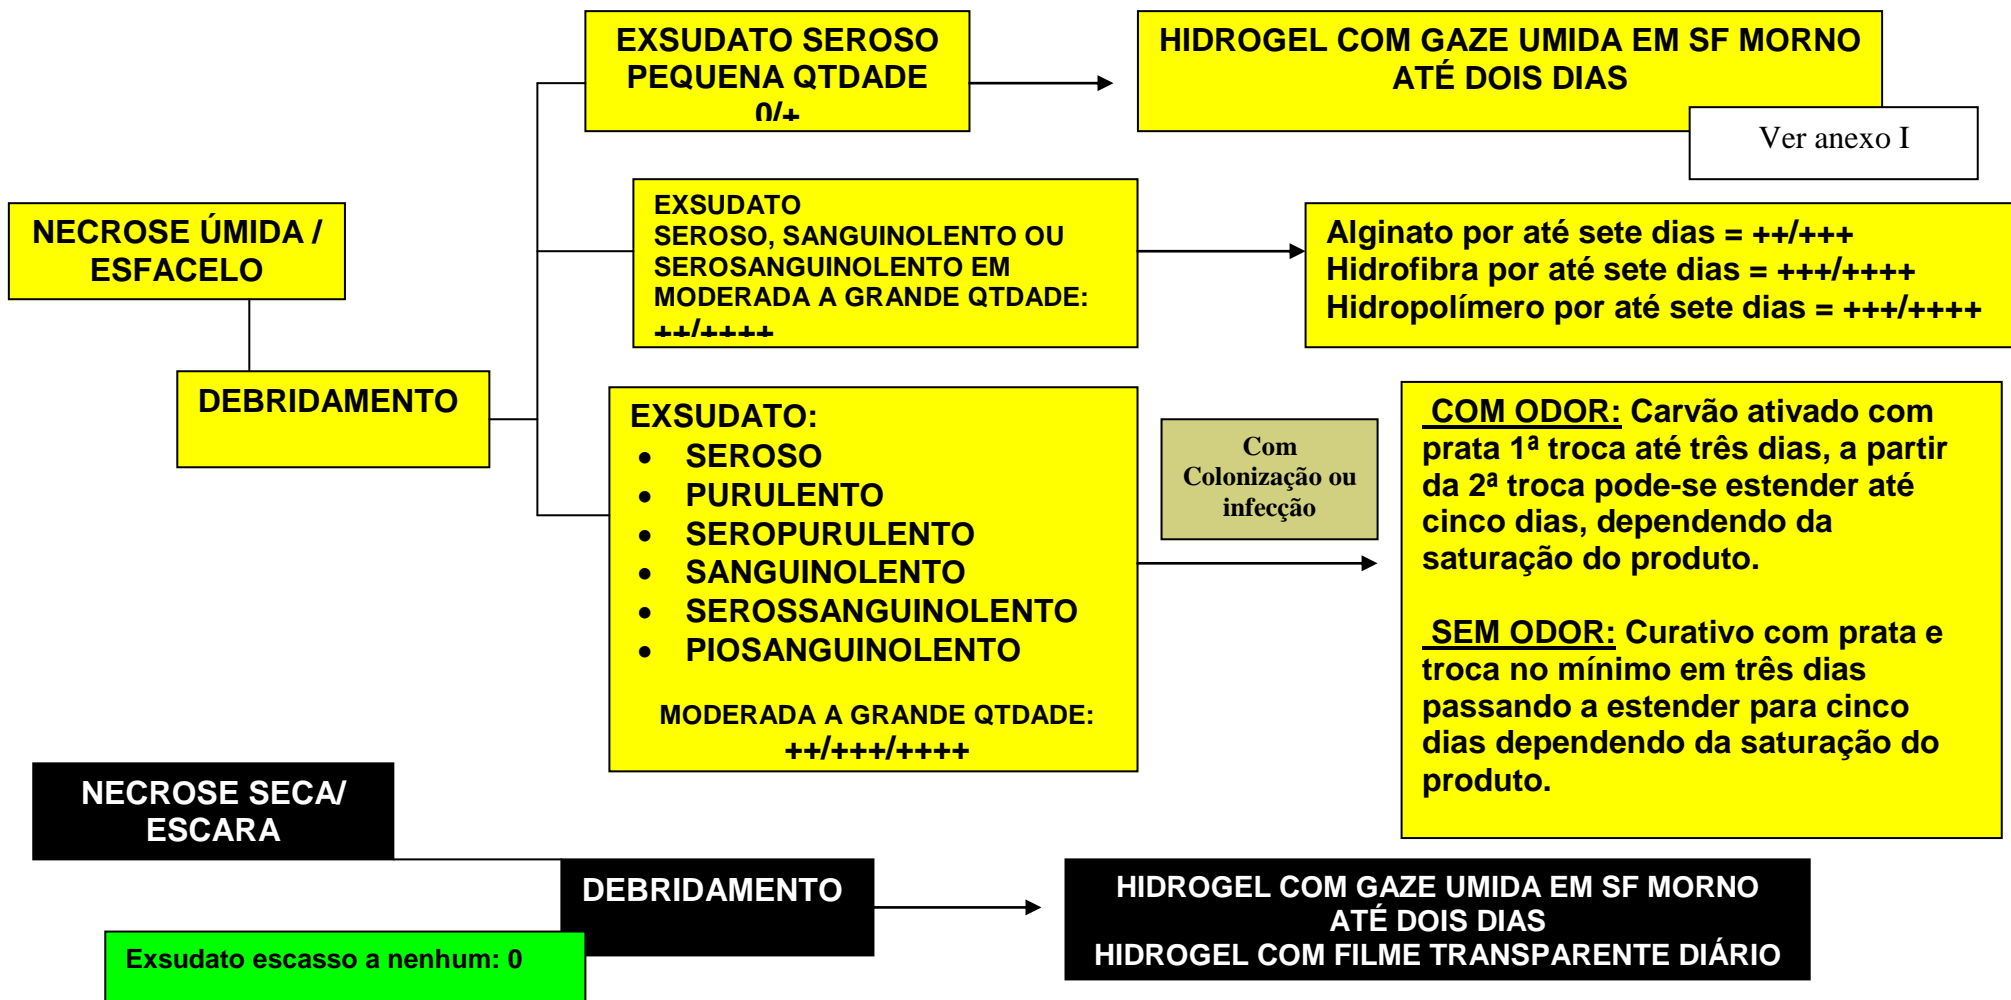 EXSUDATO SEROSO
PEQUENA QTDADE
0/+
HIDROGEL COM GAZE UMIDA EM SF MORNO
ATÉ DOIS DIAS
Ver anexo I
NECROSE ÚMIDA /
ESFACELO
EXSUDATO
SEROSO, SANGUINOLENTO OU
SEROSANGUINOLENTO EM
MODERADA A GRANDE QTDADE:
++/++++
Alginato por até sete dias = ++/+++
Hidrofibra por até sete dias = +++/++++
Hidropolímero por até sete dias = +++/++++
DEBRIDAMENTO
EXSUDATO:
• SEROSO
• PURULENTO
• SEROPURULENTO
• SANGUINOLENTO
• SEROSSANGUINOLENTO
• PIOSANGUINOLENTO
MODERADA A GRANDE QTDADE:
++/+++/++++
Com
Colonização ou
infecção
COM ODOR: Carvão ativado com
prata 1ª troca até três dias, a partir
da 2ª troca pode-se estender até
cinco dias, dependendo da
saturação do produto.
SEM ODOR: Curativo com prata e
troca no mínimo em três dias
passando a estender para cinco
dias dependendo da saturação do
produto.
NECROSE SECA/
ESCARA
DEBRIDAMENTO
HIDROGEL COM GAZE UMIDA EM SF MORNO
ATÉ DOIS DIAS
HIDROGEL COM FILME TRANSPARENTE DIÁRIO
Exsudato escasso a nenhum: 0